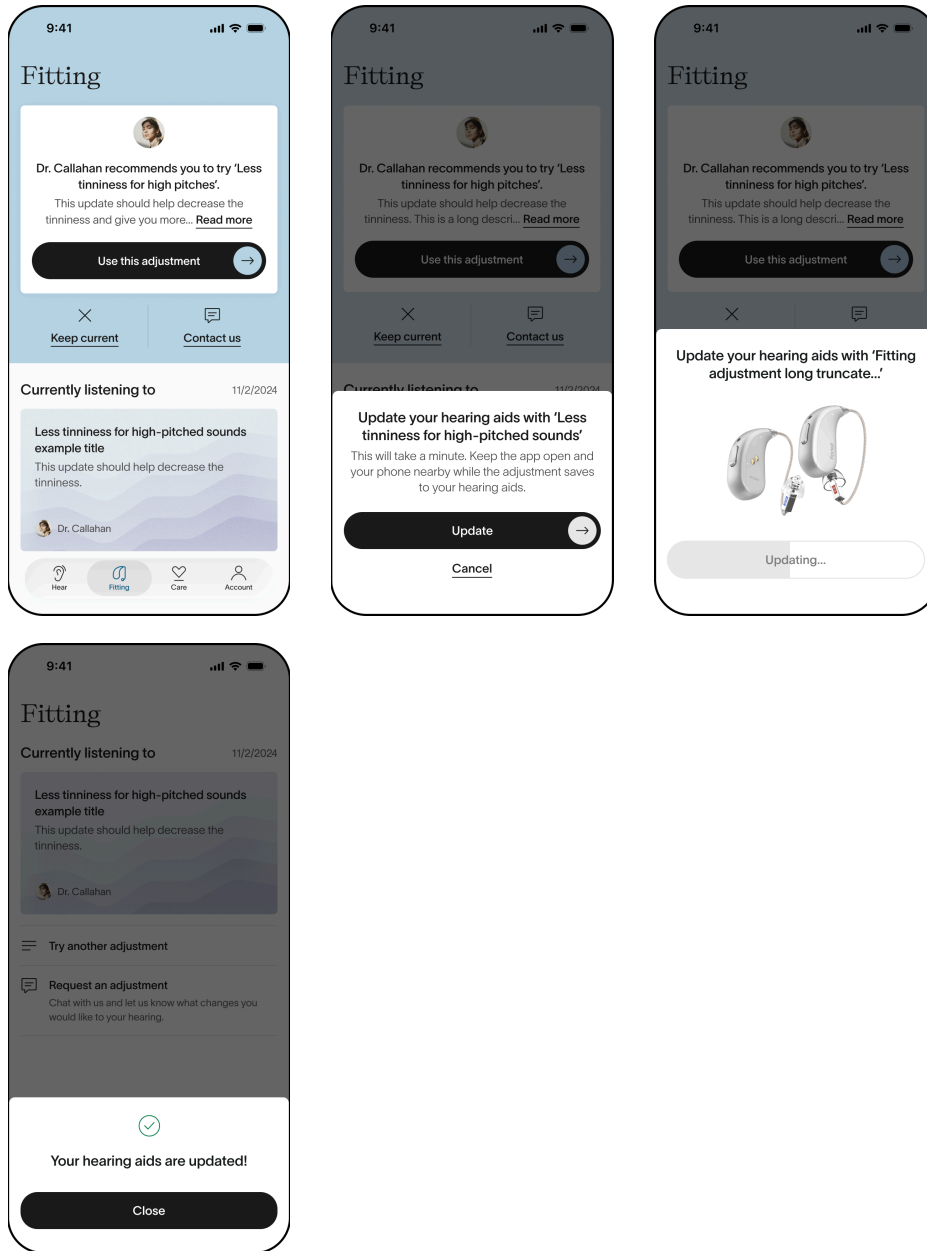 9:41
Fitting
Dr. Callahan recommends you to try ‘Less
tinniness for high pitches’.
This update should help decrease the
tinniness and give you more... Read more
Use this adjustment
Keep current
Contact us
Currently listening to
11/2/2024
Less tinniness for high-pitched sounds
example title
This update should help decrease the
tinniness.
Dr. Callahan
Hear
Fitting
Care
Account
9:41
Fitting
Dr. Callahan recommends you to try ‘Less
tinniness for high pitches’.
This update should help decrease the
tinniness. This is a long descri... Read more
Use this adjustment
Keep current
Contact us
Currently listening to
11/2/2024
Update your hearing aids with ‘Less
tinniness for high-pitched sounds’
This will take a minute. Keep the app open and
your phone nearby while the adjustment saves
to your hearing aids.
Update
Cancel
9:41
Fitting
Dr. Callahan recommends you to try ‘Less
tinniness for high pitches’.
This update should help decrease the
tinniness. This is a long descri... Read more
Use this adjustment
Update your hearing aids with ‘Fitting
adjustment long truncate...’
Updating...
9:41
Fitting
Currently listening to
11/2/2024
Less tinniness for high-pitched sounds
example title
This update should help decrease the
tinniness.
Dr. Callahan
Try another adjustment
Request an adjustment
Chat with us and let us know what changes you
would like to your hearing.
Your hearing aids are updated!
Close